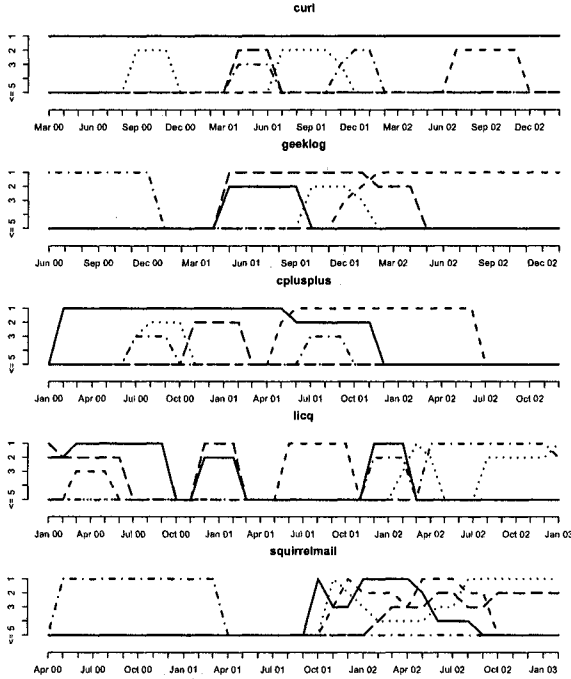 curl
1
2
3
<= 5
Mar 00 Jun 00 Sep 00 Dec 00 Mar 01 Jun 01 Sep 01 Dec 01 Mar 02 Jun 02 Sep 02 Dec 02
geeklog
1
2
3
<= 5
Jun 00 Sep 00 Dec 00 Mar 01 Jun 01 Sep 01 Dec 01 Mar 02 Jun 02 Sep 02 Dec 02
cplusplus
1
2
3
<= 5
Jan 00 Apr 00 Jul 00 Oct 00 Jan 01 Apr 01 Jul 01 Oct 01 Jan 02 Apr 02 Jul 02 Oct 02
licq
1
2
3
<= 5
Jan 00 Apr 00 Jul 00 Oct 00 Jan 01 Apr 01 Jul 01 Oct 01 Jan 02 Apr 02 Jul 02 Oct 02 Jan 03
squirrelmail
1
2
3
<= 5
Apr 00 Jul 00 Oct 00 Jan 01 Apr 01 Jul 01 Oct 01 Jan 02 Apr 02 Jul 02 Oct 02 Jan 03